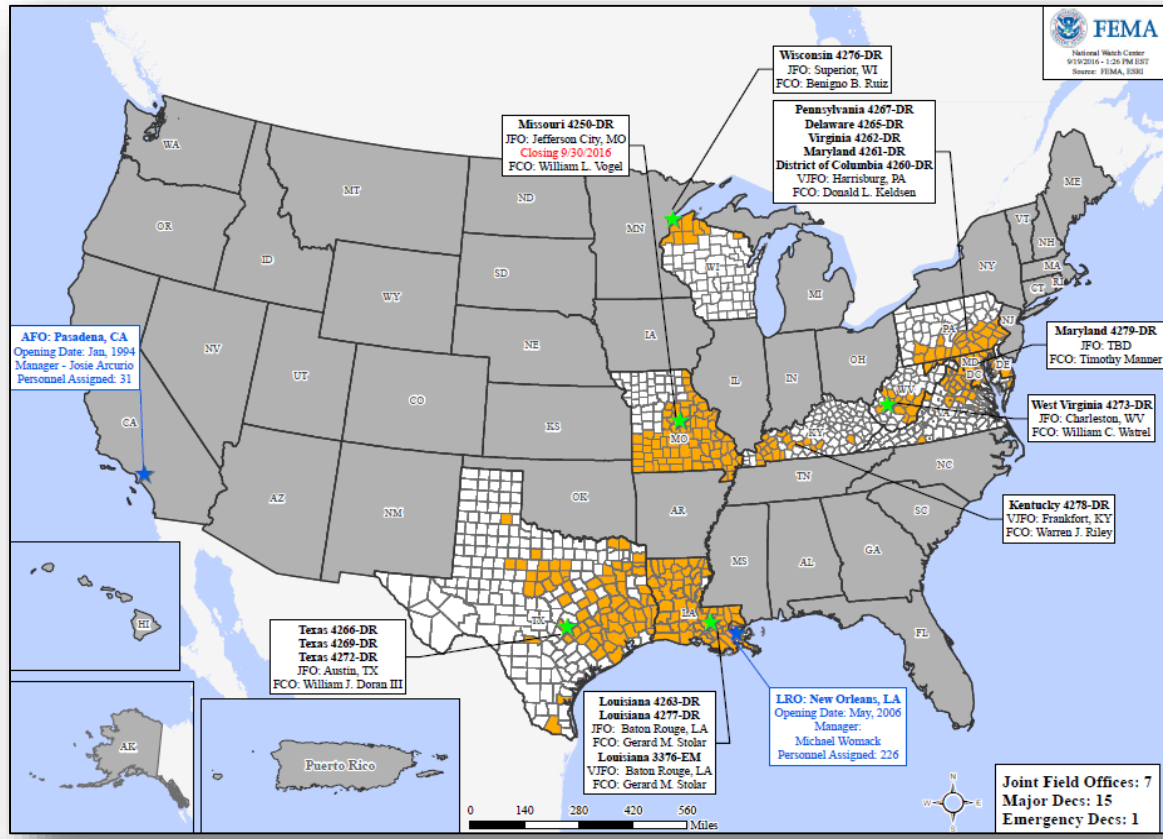 FEMA
National Watch Center
9/19/2016 - 1:26 PM EST
Source: FEMA, ESRI
Wisconsin 4276-DR
JFO: Superior, WI
FCO: Benigno B. Ruiz
Missouri 4250-DR
JFO: Jefferson City, MO
Closing 9/30/2016
FCO: William L. Vogel
Pennsylvania 4267-DR
Delaware 4265-DR
Virginia 4262-DR
Maryland 4261-DR
District of Columbia 4260-DR
VJFO: Harrisburg, PA
FCO: Donald L. Keldsen
WA
MT
ND
MN
ME
OR
ID
SD
WI
VT
NH
WY
MI
NY
MA
CT
RI
AFO: Pasadena, CA
Opening Date: Jan, 1994
Manager - Josie Arcurio
Personnel Assigned: 31
NV
UT
NE
IA
PA
NJ
Maryland 4279-DR
JFO: TBD
FCO: Timothy Manner
CO
IL
IN
OH
MD
DC
DE
WV
CA
KS
MO
KY
VA
West Virginia 4273-DR
JFO: Charleston, WV
FCO: William C. Watrel
AZ
NM
OK
AR
TN
NC
SC
Kentucky 4278-DR
VJFO: Frankfort, KY
FCO: Warren J. Riley
MS
AL
GA
TX
LA
FL
HI
AK
Puerto Rico
Texas 4266-DR
Texas 4269-DR
Texas 4272-DR
JFO: Austin, TX
FCO: William J. Doran III
Louisiana 4263-DR
Louisiana 4277-DR
JFO: Baton Rouge, LA
FCO: Gerard M. Stolar
Louisiana 3376-EM
VJFO: Baton Rouge, LA
FCO: Gerard M. Stolar
LRO: New Orleans, LA
Opening Date: May, 2006
Manager:
Michael Womack
Personnel Assigned: 226
0 140 280 420 560
Miles
N
W E
S
Joint Field Offices: 7
Major Decs: 15
Emergency Decs: 1